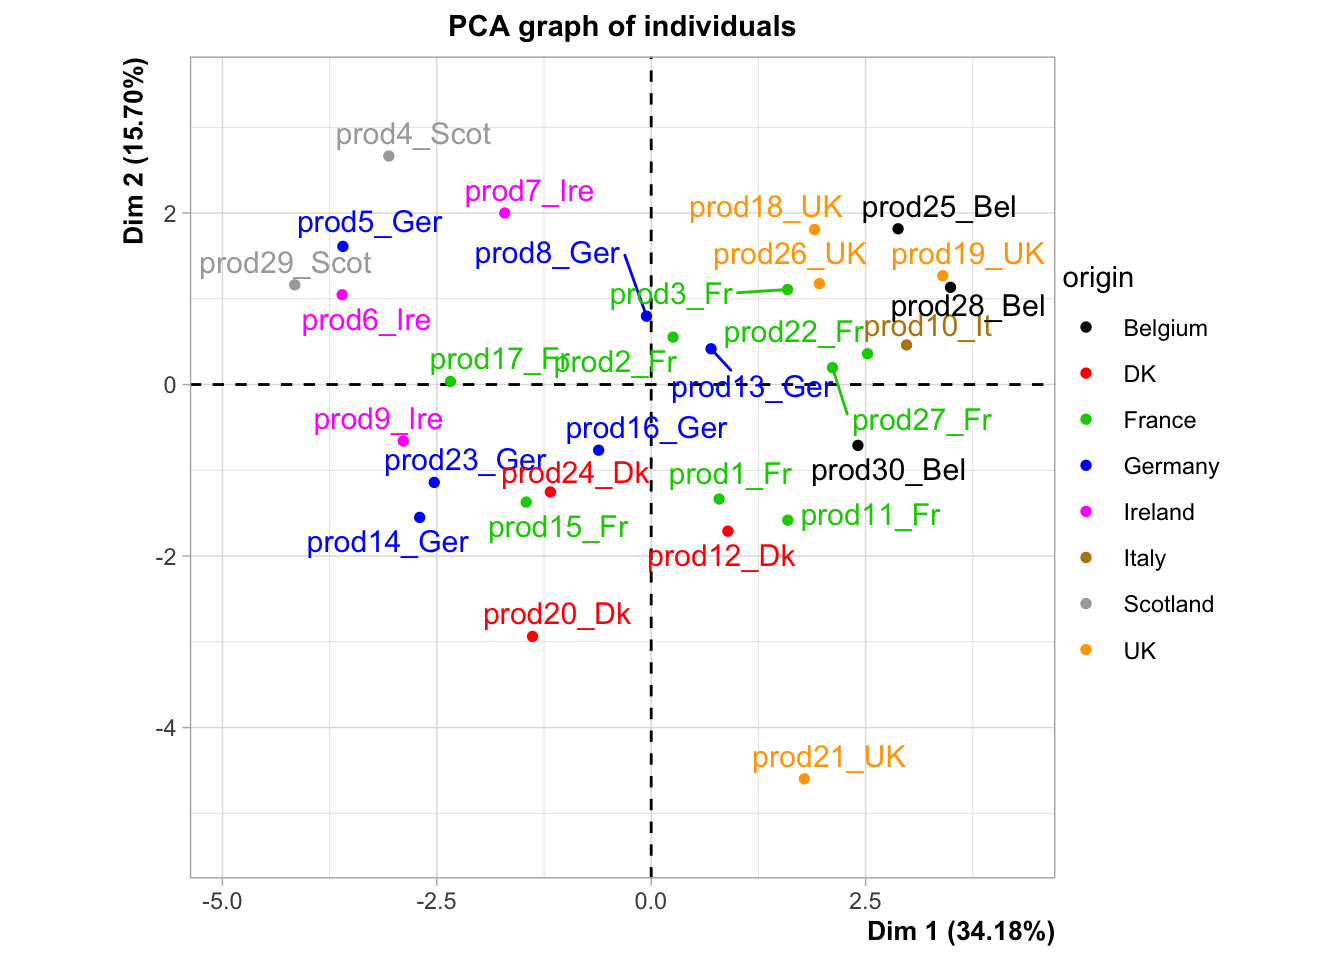 PCA graph of individuals
Dim 2 (15.70%)
prod4_Scot
prod7_Ire
prod18_UK
prod25_Bel
2
prod5_Ger
prod8_Ger
prod26_UK
prod19_UK
prod29_Scot
origin
prod3_Fr
prod28_Bel
prod6_Ire
prod10_It
Belgium
prod22_Fr
prod17_Fr
prod2_Fr
DK
0
prod13_Ger
prod9_Ire
prod27_Fr
France
prod16_Ger
prod23_Ger
Germany
prod24_Dk
prod1_Fr
prod30_Bel
prod15_Fr
prod11_Fr
Ireland
prod14_Ger
-2
prod12_Dk
Italy
prod20_Dk
Scotland
UK
-4
prod21_UK
-5.0
-2.5
0.0
2.5
Dim 1 (34.18%)